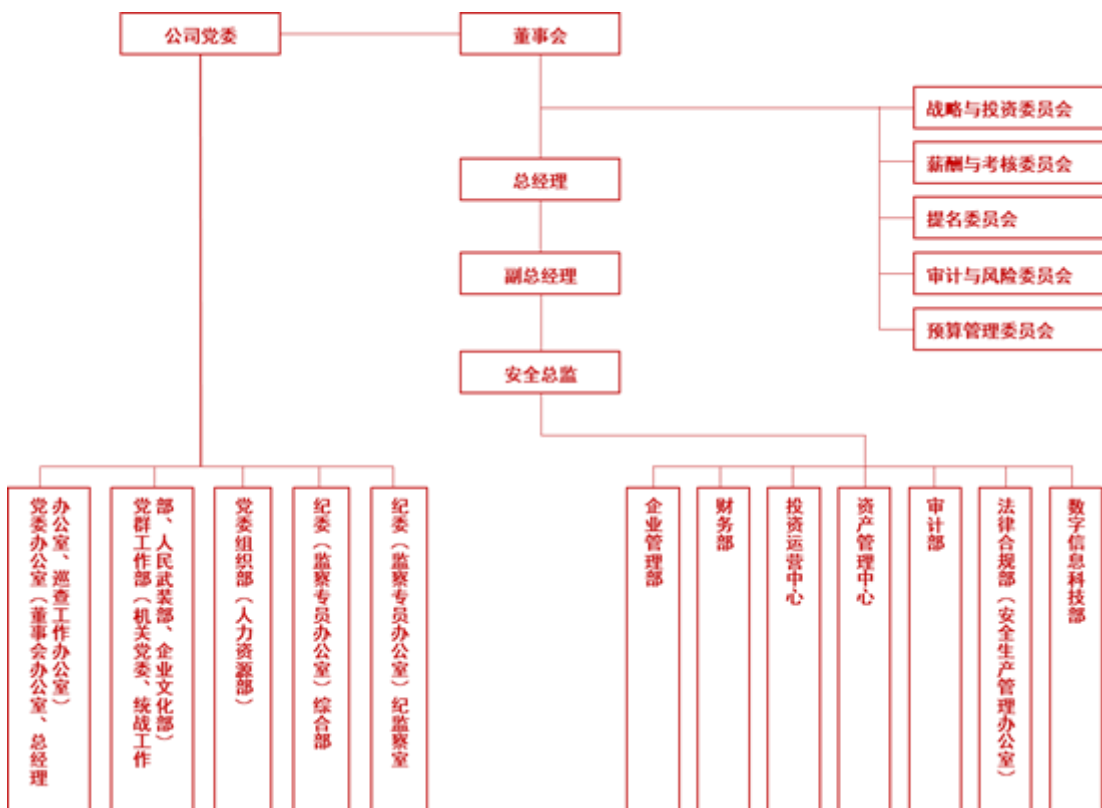 公司党委
董事会
战略与投资委员会
薪酬与考核委员会
提名委员会
审计与风险委员会
预算管理委员会
总经理
副总经理
安全总监
党委办公室（董事会办公室、总经理
办公室、巡查工作办公室）
党群工作部（机关党委、统战工作
部、人民武装部、企业文化部）
党委组织部（人力资源部）
纪委（监察专员办公室）综合部
纪委（监察专员办公室）纪监察室
企业管理部
财务部
投资运营中心
资产管理中心
审计部
法律合规部（安全生产管理办公室）
数字信息科技部